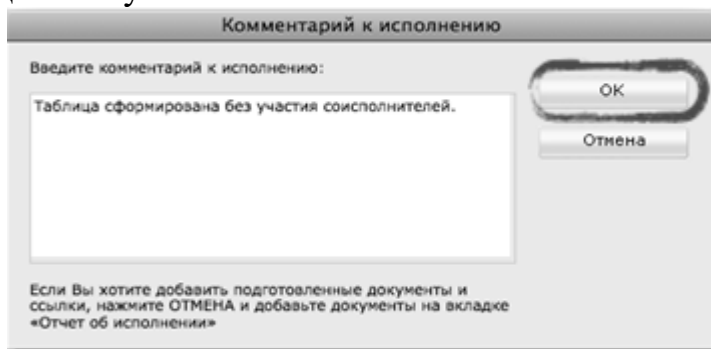 Комментарий к исполнению
Введите комментарий к исполнению:
Таблица сформирована без участия соисполнителей.
ОК
Отмена
Если Вы хотите добавить подготовленные документы и
ссылки, нажмите ОТМЕНА и добавьте документы на вкладке
«Отчет об исполнении»